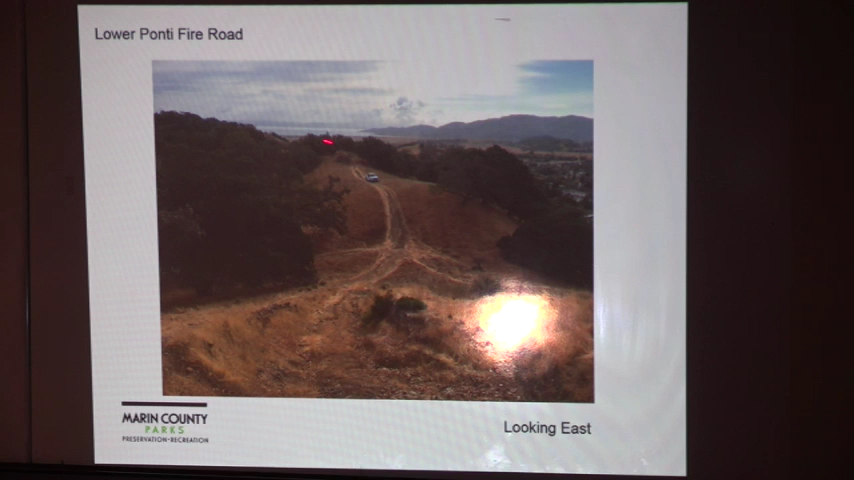 Lower Ponti Fire Road
MARIN COUNTY
PARKS
PRESERVATION•RECREATION
Looking East